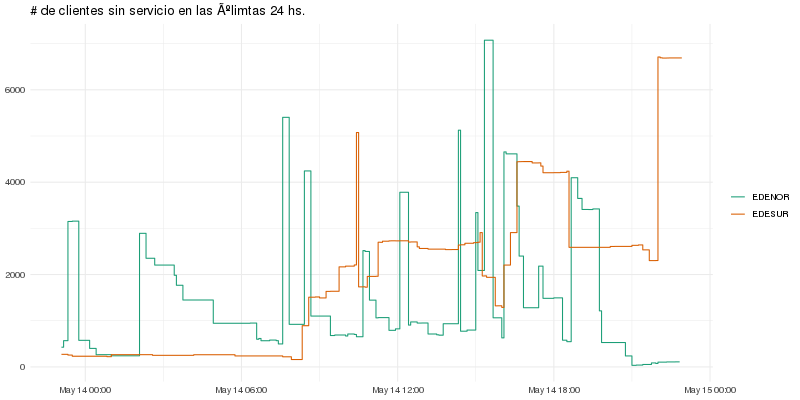 # de clientes sin servicio en las Ãºlimtas 24 hs.
6000
4000
2000
0
May 14 00:00
May 14 06:00
May 14 12:00
May 14 18:00
May 15 00:00
EDENOR
EDESUR